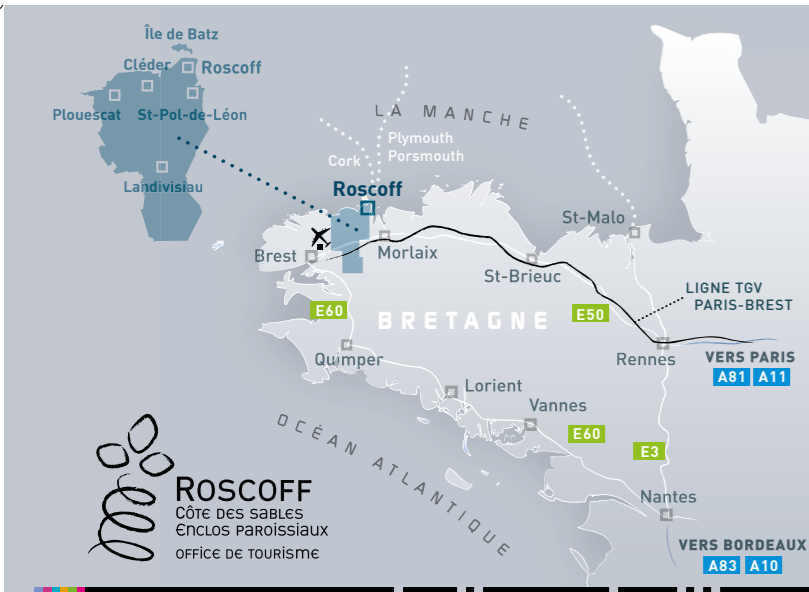 Île de Batz
Cléder
Roscoff
Plouescat
St-Pol-de-Léon
Landivisiau
LA MANCHE
Plymouth
Porsmouth
Cork
Roscoff
St-Malo
Brest
Morlaix
St-Brieuc
LIGNE TGV
PARIS-BREST
E60
BRETAGNE
E50
Quimper
Rennes
VERS PARIS
A81 A11
Lorient
Vannes
E60
E3
OCÉAN ATLANTIQUE
Nantes
VERS BORDEAUX
A83 A10
ROSCOFF
CÔTE DES SABLES
ENCLOS PAROISSIAUX
OFFICE DE TOURISME